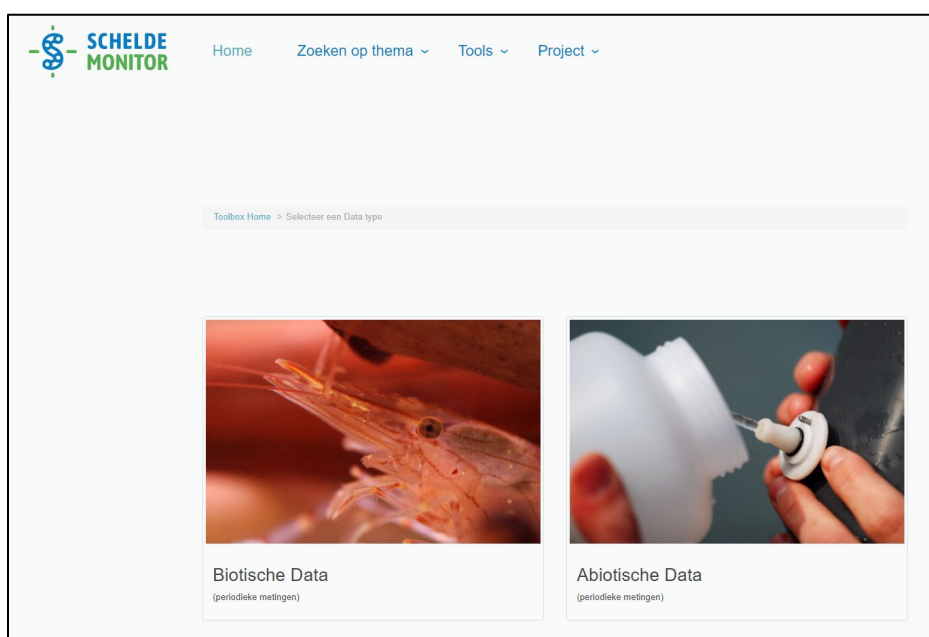 SCHELDE
MONITOR
Home Zoeken op thema Tools Project
Toolbox Home > Selecteer een Data type
Biotische Data
(periodieke metingen)
Abiotische Data
(periodieke metingen)